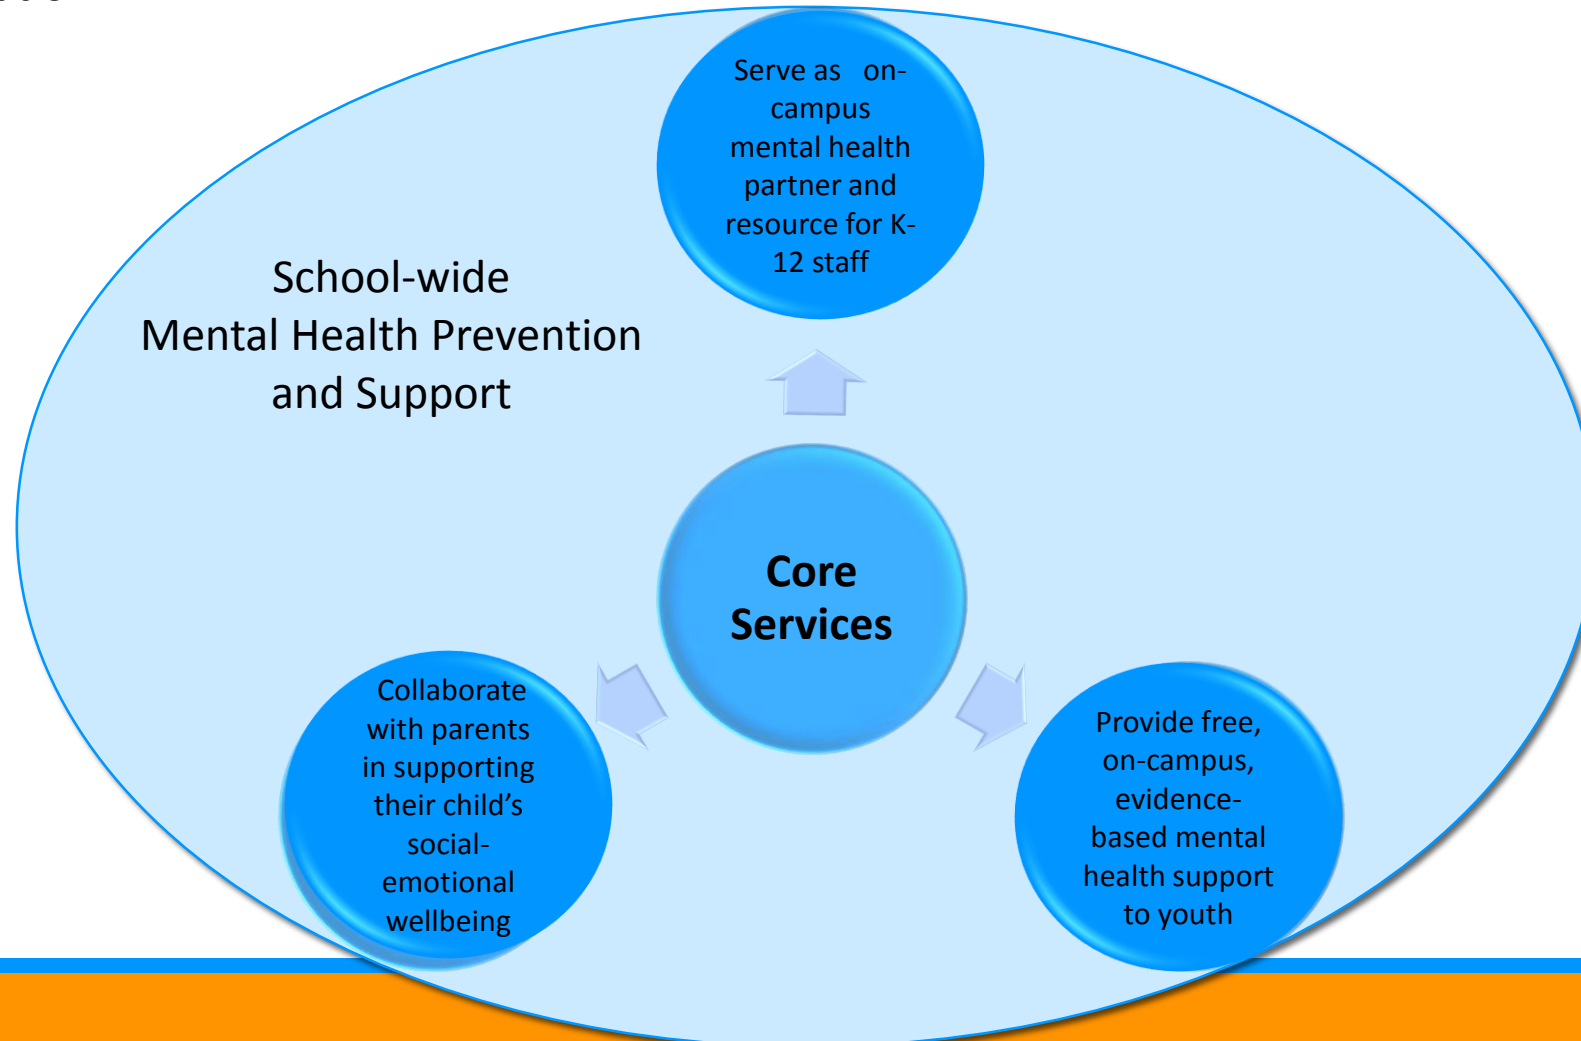 Serve as on-
campus
mental health
partner and
resource for K-
12 staff
School-wide
Mental Health Prevention
and Support
Core
Services
Collaborate
with parents
in supporting
their child’s
social-
emotional
wellbeing
Provide free,
on-campus,
evidence-
based mental
health support
to youth